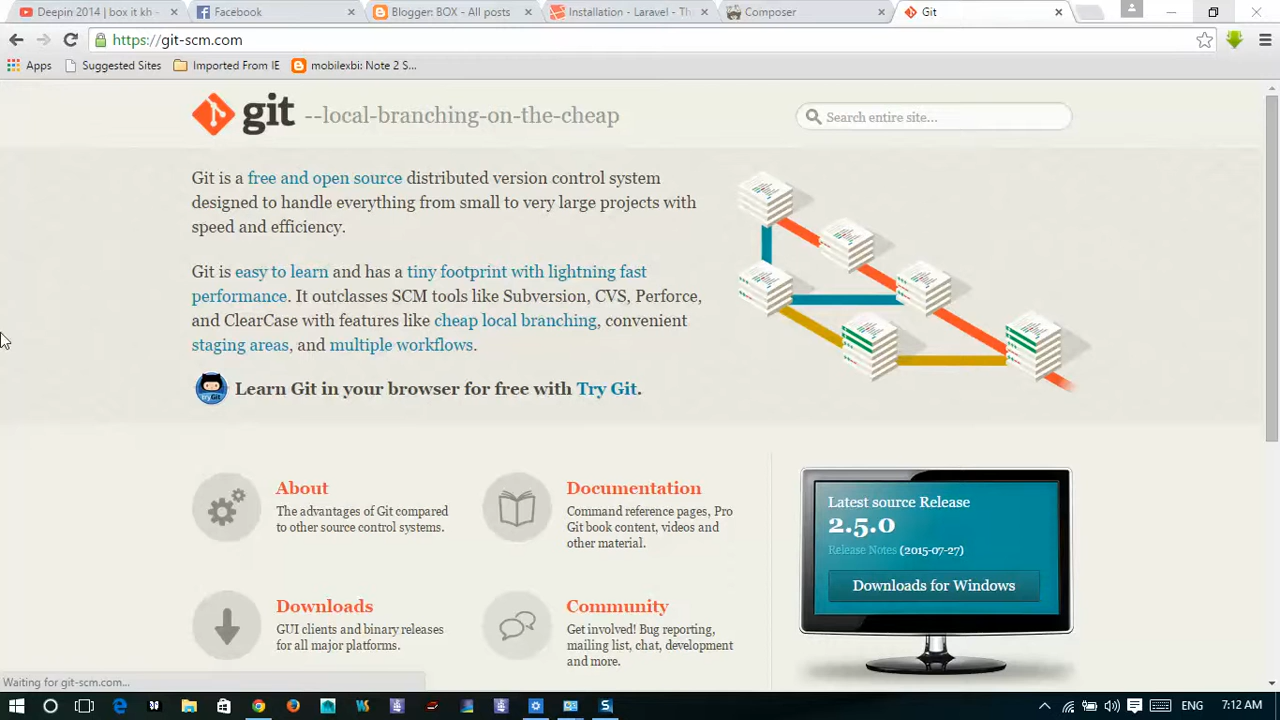 Deepin 2014 | box it kh -
Facebook
Blogger: BOX - All posts
Installation - Laravel - Th
Composer
Git
https://git-scm.com
Apps
Suggested Sites
Imported From IE
mobilexbi: Note 2 S...
git --local-branching-on-the-cheap
Search entire site...
Git is a free and open source distributed version control system
designed to handle everything from small to very large projects with
speed and efficiency.
Git is easy to learn and has a tiny footprint with lightning fast
performance. It outclasses SCM tools like Subversion, CVS, Perforce,
and ClearCase with features like cheap local branching, convenient
staging areas, and multiple workflows.
Learn Git in your browser for free with Try Git.
About
The advantages of Git compared
to other source control systems.
Documentation
Command reference pages, Pro
Git book content, videos and
other material.
Downloads
GUI clients and binary releases
for all major platforms.
Community
Get involved! Bug reporting,
mailing list, chat, development
and more.
Latest source Release
2.5.0
Release Notes (2015-07-27)
Downloads for Windows
Waiting for git-scm.com...
ENG
7:12 AM